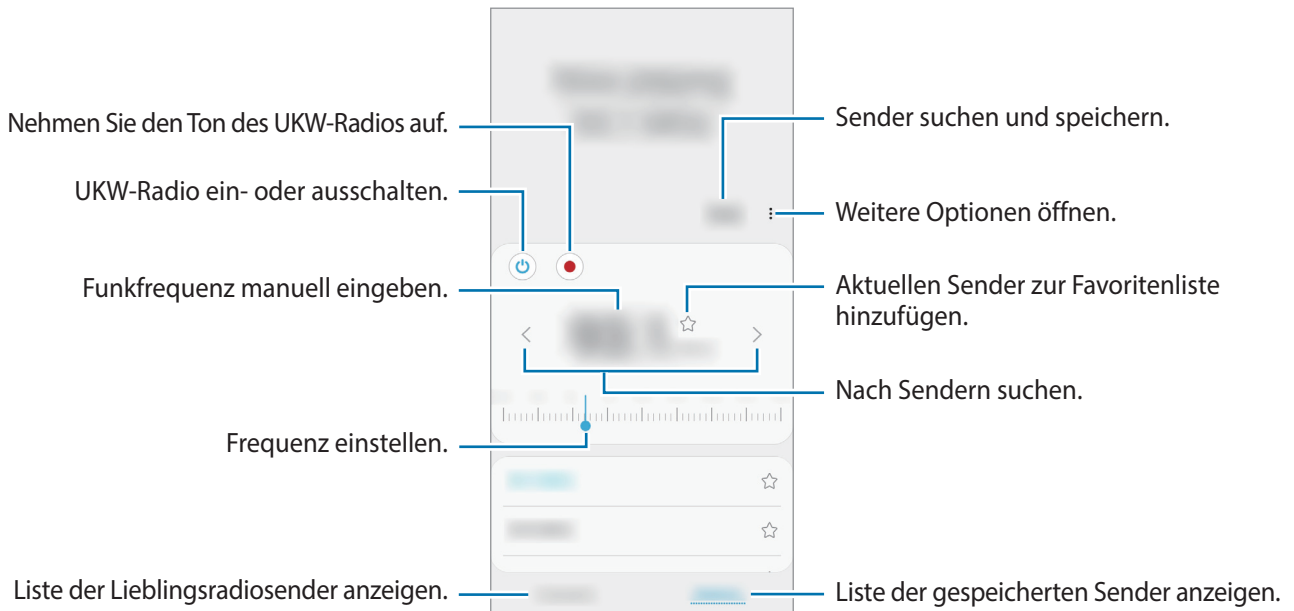 Nehmen Sie den Ton des UKW-Radios auf.
UKW-Radio ein- oder ausschalten.
Funkfrequenz manuell eingeben.
Frequenz einstellen.
Liste der Lieblingsradiosender anzeigen.
Sender suchen und speichern.
Weitere Optionen öffnen.
Aktuellen Sender zur Favoritenliste
hinzufügen.
Nach Sendern suchen.
Liste der gespeicherten Sender anzeigen.